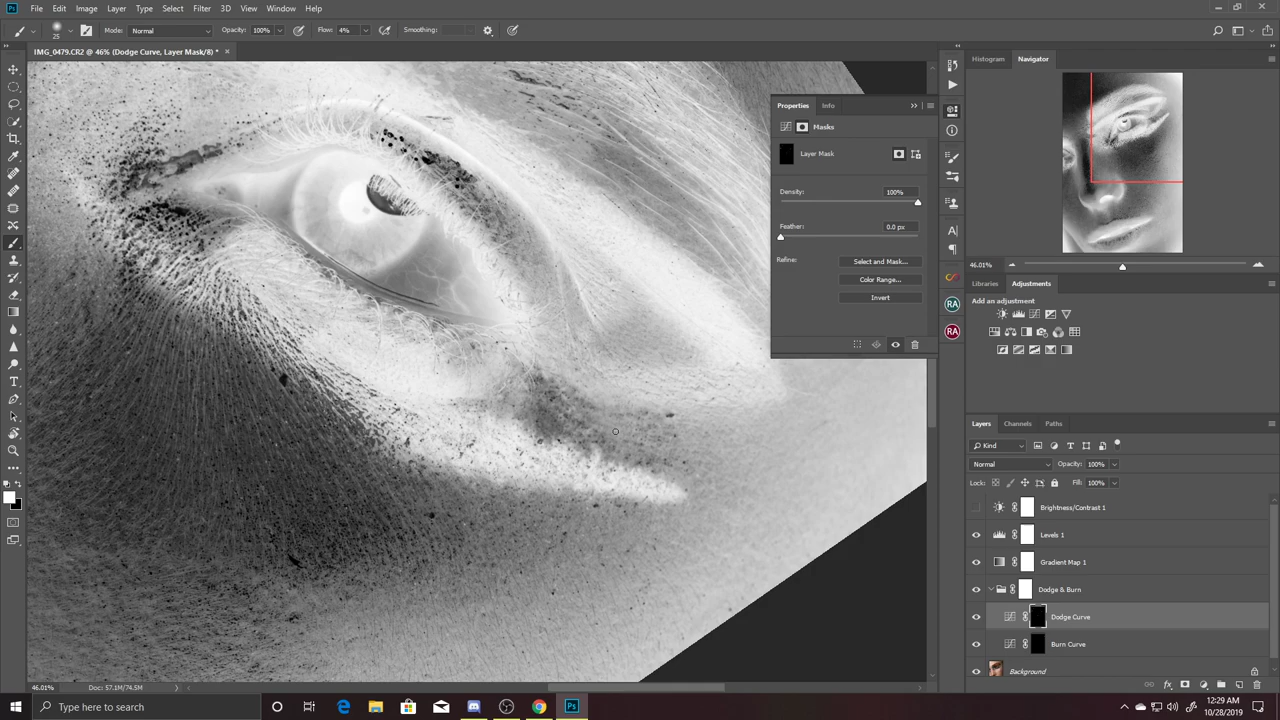 Ps File Edit Image Layer Type Select Filter 3D View Window Help
25 Mode: Normal Opacity: 100% Flow: 4% Smoothing:
IMG_0479.CR2 @ 46% (Dodge Curve, Layer Mask/8) * ×
Histogram Navigator
Properties Info
Masks
Layer Mask
Density: 100%
Feather: 0.0 px
Refine: Select and Mask...
Color Range...
Invert
46.01%
Libraries Adjustments
Add an adjustment
RA
RA
Layers Channels Paths
Kind
Normal Opacity: 100%
Lock: Fill: 100%
Brightness/Contrast 1
Levels 1
Gradient Map 1
Dodge & Burn
Dodge Curve
Burn Curve
Background
46.01% Doc: 57.1M/74.5M
Type here to search
Ps
12:29 AM
10/28/2019